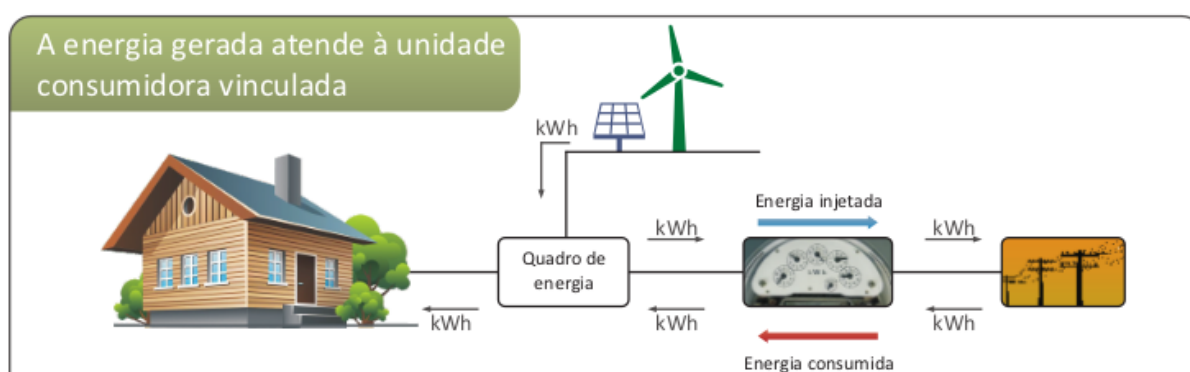 A energia gerada atende à unidade
consumidora vinculada
kWh
Energia injetada
kWh
kWh
Quadro de
energia
kWh
kWh
kWh
kWh
Energia consumida